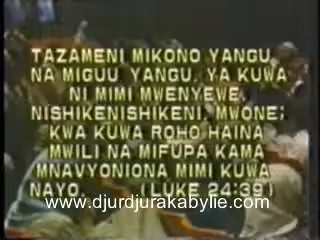 TAZAMENI MIKONO YANGU
NA MIGUU YANGU, YA KUWA
NI MIMI MWENYEWE.
NISHIKENISHIKENI, MWONE;
KWA KUWA ROHO HAINA
MWILI NA MIFUPA KAMA
MNAVYONIONA MIMI KUWA
NAYO. (LUKE 24:39)
www.djurdjurakabylie.com